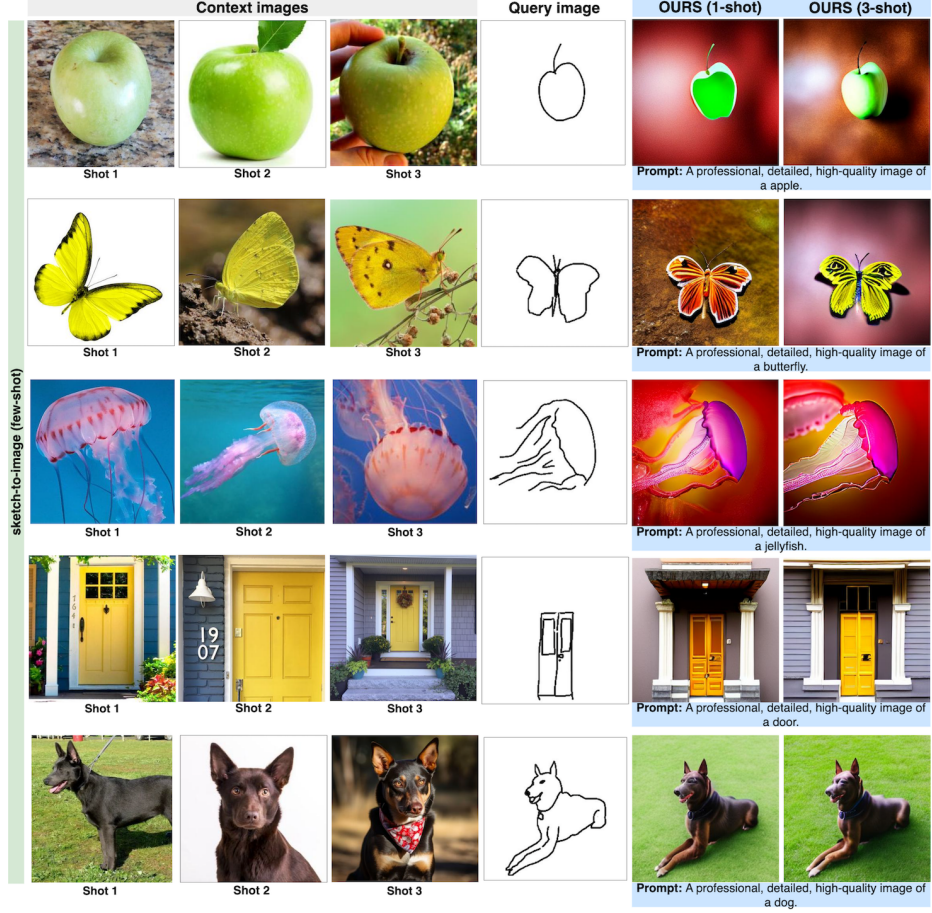 Context images
Query image
OURS (1-shot)
OURS (3-shot)
sketch-to-image (few-shot)
Shot 1
Shot 2
Shot 3
Prompt: A professional, detailed, high-quality image of
a apple.
Shot 1
Shot 2
Shot 3
Prompt: A professional, detailed, high-quality image of
a butterfly.
Shot 1
Shot 2
Shot 3
Prompt: A professional, detailed, high-quality image of
a jellyfish.
764
19
07
Shot 1
Shot 2
Shot 3
Prompt: A professional, detailed, high-quality image of
a door.
Shot 1
Shot 2
Shot 3
Prompt: A professional, detailed, high-quality image of
a dog.